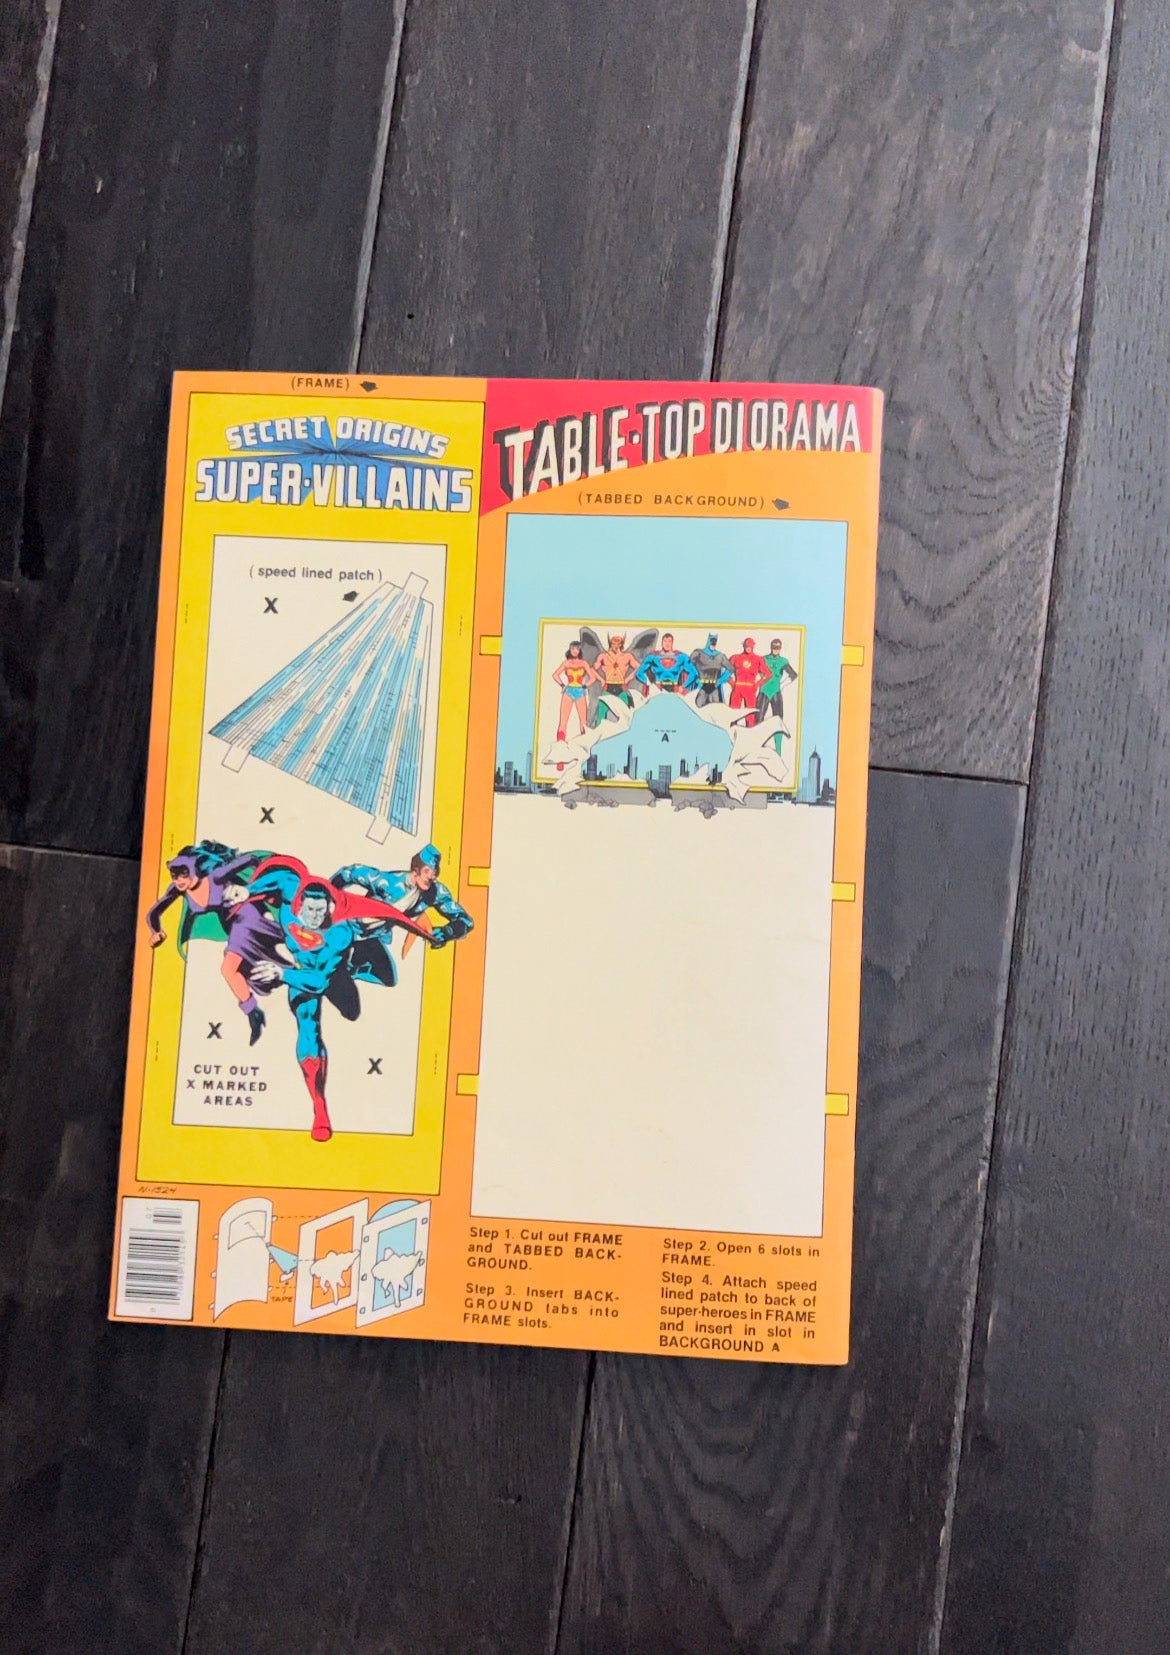 (FRAME)
SECRET ORIGINS
SUPER·VILLAINS
(speed lined patch)
X
X
X
X
CUT OUT
X MARKED
AREAS
N-1524
TAPE
TABLE·TOP DIORAMA
(TABBED BACKGROUND)
A
Step 1. Cut out FRAME
and TABBED BACK-
GROUND.
Step 2. Open 6 slots in
FRAME.
Step 3. Insert BACK-
GROUND tabs into
FRAME slots.
Step 4. Attach speed
lined patch to back of
super-heroes in FRAME
and insert in slot in
BACKGROUND A